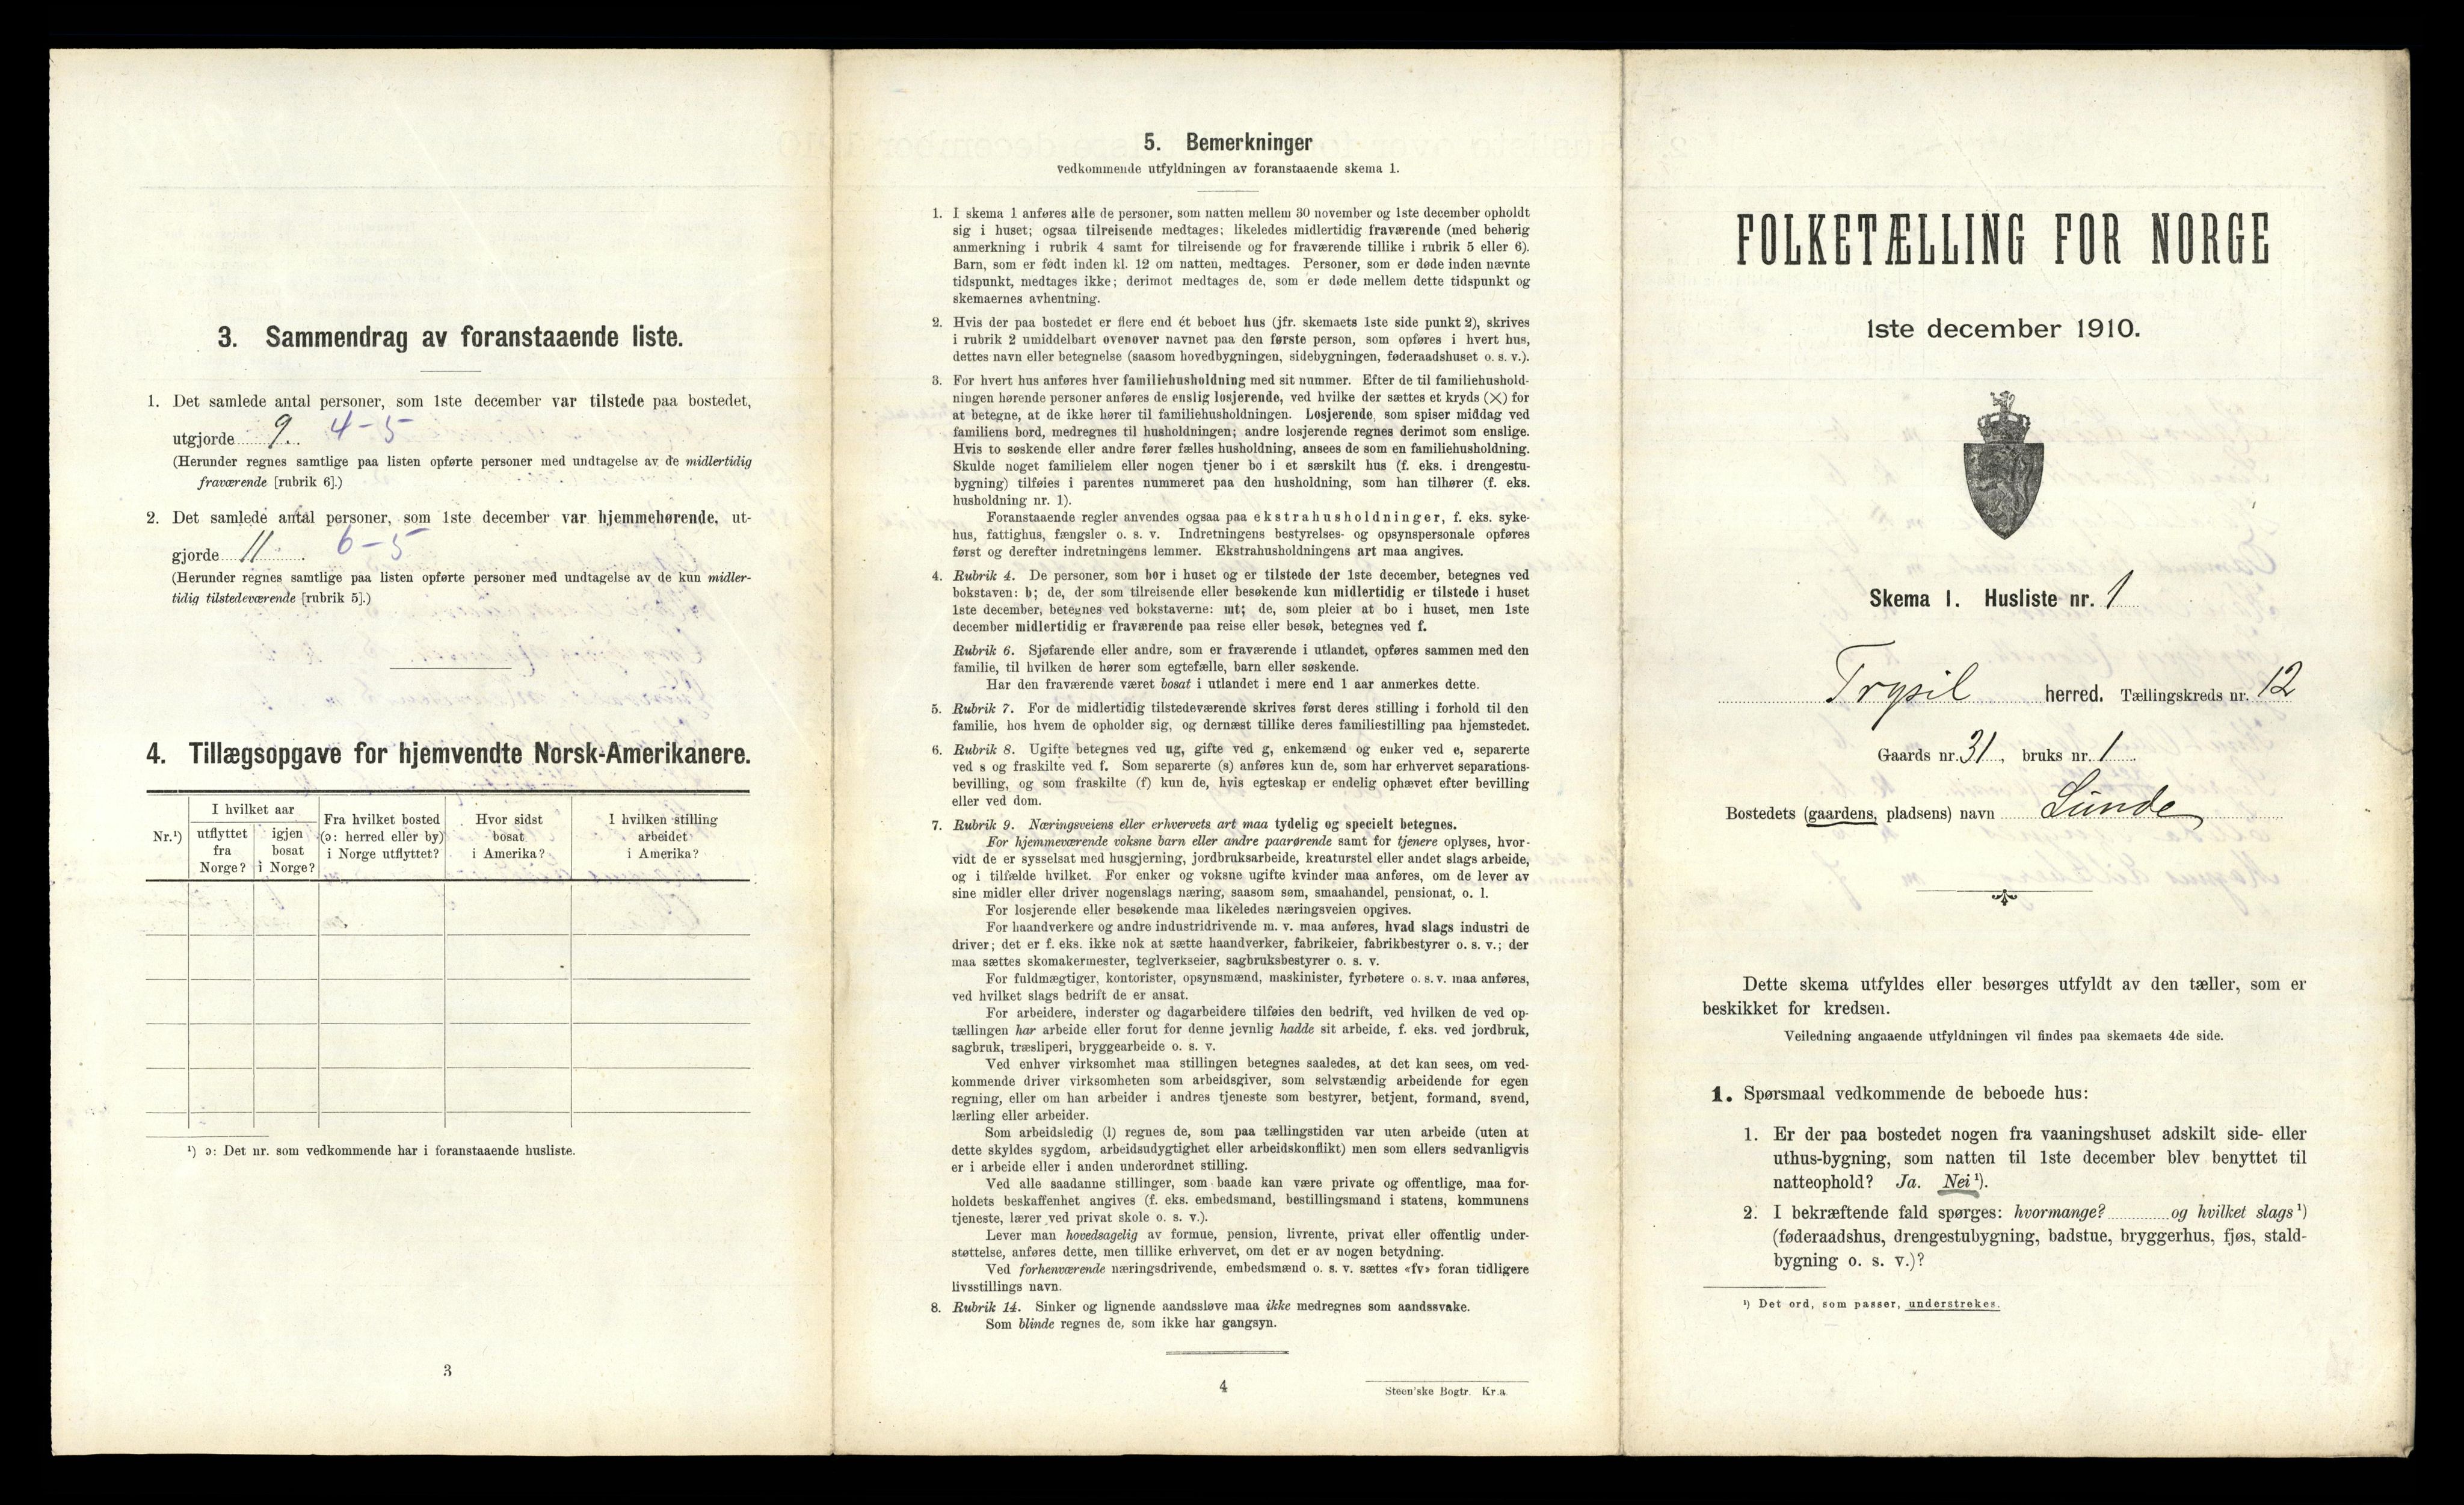 3. Sammendrag av foranstaaende liste.
1. Det samlede antal personer, som 1ste december var tilstede paa bostedet,
utgjorde 9. 4-5
(Herunder regnes samtlige paa listen opførte personer med undtagelse av de midlertidig
fraværende [rubrik 6].)
2. Det samlede antal personer, som 1ste december var hjemmehørende, ut-
gjorde 11. 6-5
(Herunder regnes samtlige paa listen opførte personer med undtagelse av de kun midler-
tidig tilstedeværende [rubrik 5].)
4. Tillægsopgave for hjemvendte Norsk-Amerikanere.
Nr.¹)
I hvilket aar
utflyttet
fra
Norge?
igjen
bosat
i Norge?
Fra hvilket bosted
(ɔ: herred eller by)
i Norge utflyttet?
Hvor sidst
bosat
i Amerika?
I hvilken stilling
arbeidet
i Amerika?
¹) ɔ: Det nr. som vedkommende har i foranstaaende husliste.
3
5. Bemerkninger
vedkommende utfyldningen av foranstaaende skema 1.
1. I skema 1 anføres alle de personer, som natten mellem 30 november og 1ste december opholdt
sig i huset; ogsaa tilreisende medtages; likeledes midlertidig fraværende (med behørig
anmerkning i rubrik 4 samt for tilreisende og for fraværende tillike i rubrik 5 eller 6).
Barn, som er født inden kl. 12 om natten, medtages. Personer, som er døde inden nævnte
tidspunkt, medtages ikke; derimot medtages de, som er døde mellem dette tidspunkt og
skemaernes avhentning.
2. Hvis der paa bostedet er flere end ét beboet hus (jfr. skemaets 1ste side punkt 2), skrives
i rubrik 2 umiddelbart ovenover navnet paa den første person, som opføres i hvert hus,
dettes navn eller betegnelse (saasom hovedbygningen, sidebygningen, føderaadshuset o. s. v.).
3. For hvert hus anføres hver familiehusholdning med sit nummer. Efter de til familiehushold-
ningen hørende personer anføres de enslig losjerende, ved hvilke der sættes et kryds (×) for
at betegne, at de ikke hører til familiehusholdningen. Losjerende, som spiser middag ved
familiens bord, medregnes til husholdningen; andre losjerende regnes derimot som enslige.
Hvis to søskende eller andre fører fælles husholdning, ansees de som en familiehusholdning.
Skulde noget familielem eller nogen tjener bo i et særskilt hus (f. eks. i drengestu-
bygning) tilføies i parentes nummeret paa den husholdning, som han tilhører (f. eks.
husholdning nr. 1).
Foranstaaende regler anvendes ogsaa paa ekstrahusholdninger, f. eks. syke-
hus, fattighus, fængsler o. s. v. Indretningens bestyrelses- og opsynspersonale opføres
først og derefter indretningens lemmer. Ekstrahusholdningens art maa angives.
4. Rubrik 4. De personer, som bor i huset og er tilstede der 1ste december, betegnes ved
bokstaven: b; de, der som tilreisende eller besøkende kun midlertidig er tilstede i huset
1ste december, betegnes ved bokstaverne: mt; de, som pleier at bo i huset, men 1ste
december midlertidig er fraværende paa reise eller besøk, betegnes ved f.
Rubrik 6. Sjøfarende eller andre, som er fraværende i utlandet, opføres sammen med den
familie, til hvilken de hører som egtefælle, barn eller søskende.
Har den fraværende været bosat i utlandet i mere end 1 aar anmerkes dette.
5. Rubrik 7. For de midlertidig tilstedeværende skrives først deres stilling i forhold til den
familie, hos hvem de opholder sig, og dernæst tillike deres familiestilling paa hjemstedet.
6. Rubrik 8. Ugifte betegnes ved ug, gifte ved g, enkemænd og enker ved e, separerte
ved s og fraskilte ved f. Som separerte (s) anføres kun de, som har erhvervet separations-
bevilling, og som fraskilte (f) kun de, hvis egteskap er endelig ophævet efter bevilling
eller ved dom.
7. Rubrik 9. Næringsveiens eller erhvervets art maa tydelig og specielt betegnes.
For hjemmeværende voksne barn eller andre paarørende samt for tjenere oplyses, hvor-
vidt de er sysselsat med husgjerning, jordbruksarbeide, kreaturstel eller andet slags arbeide,
og i tilfælde hvilket. For enker og voksne ugifte kvinder maa anføres, om de lever av
sine midler eller driver nogenslags næring, saasom søm, smaahandel, pensionat, o. l.
For losjerende eller besøkende maa likeledes næringsveien opgives.
For haandverkere og andre industridrivende m. v. maa anføres, hvad slags industri de
driver; det er f. eks. ikke nok at sætte haandverker, fabrikeier, fabrikbestyrer o. s. v.; der
maa sættes skomakermester, teglverkseier, sagbruksbestyrer o. s. v.
For fuldmægtiger, kontorister, opsynsmænd, maskinister, fyrbøtere o. s. v. maa anføres,
ved hvilket slags bedrift de er ansat.
For arbeidere, inderster og dagarbeidere tilføies den bedrift, ved hvilken de ved op-
tællingen har arbeide eller forut for denne jevnlig hadde sit arbeide, f. eks. ved jordbruk,
sagbruk, træsliperi, bryggearbeide o. s. v.
Ved enhver virksomhet maa stillingen betegnes saaledes, at det kan sees, om ved-
kommende driver virksomheten som arbeidsgiver, som selvstændig arbeidende for egen
regning, eller om han arbeider i andres tjeneste som bestyrer, betjent, formand, svend,
lærling eller arbeider.
Som arbeidsledig (l) regnes de, som paa tællingstiden var uten arbeide (uten at
dette skyldes sygdom, arbeidsudygtighet eller arbeidskonflikt) men som ellers sedvanligvis
er i arbeide eller i anden underordnet stilling.
Ved alle saadanne stillinger, som baade kan være private og offentlige, maa for-
holdets beskaffenhet angives (f. eks. embedsmand, bestillingsmand i statens, kommunens
tjeneste, lærer ved privat skole o. s. v.).
Lever man hovedsagelig av formue, pension, livrente, privat eller offentlig under-
støttelse, anføres dette, men tillike erhvervet, om det er av nogen betydning.
Ved forhenværende næringsdrivende, embedsmænd o. s. v. sættes «fv» foran tidligere
livsstillings navn.
8. Rubrik 14. Sinker og lignende aandssløve maa ikke medregnes som aandssvake.
Som blinde regnes de, som ikke har gangsyn.
4
Steen'ske Bogtr. Kr.a.
FOLKETÆLLING FOR NORGE
1ste december 1910.
Skema 1. Husliste nr. 1
Trysil herred. Tællingskreds nr. 12
Gaards nr. 31, bruks nr. 1
Bostedets (gaardens, pladsens) navn Lunde
Dette skema utfyldes eller besørges utfyldt av den tæller, som er
beskikket for kredsen.
Veiledning angaaende utfyldningen vil findes paa skemaets 4de side.
1. Spørsmaal vedkommende de beboede hus:
1. Er der paa bostedet nogen fra vaaningshuset adskilt side- eller
uthus-bygning, som natten til 1ste december blev benyttet til
natteophold? Ja. Nei ¹).
2. I bekræftende fald spørges: hvormange? og hvilket slags ¹)
(føderaadshus, drengestubygning, badstue, bryggerhus, fjøs, stald-
bygning o. s. v.)?
¹) Det ord, som passer, understrekes.